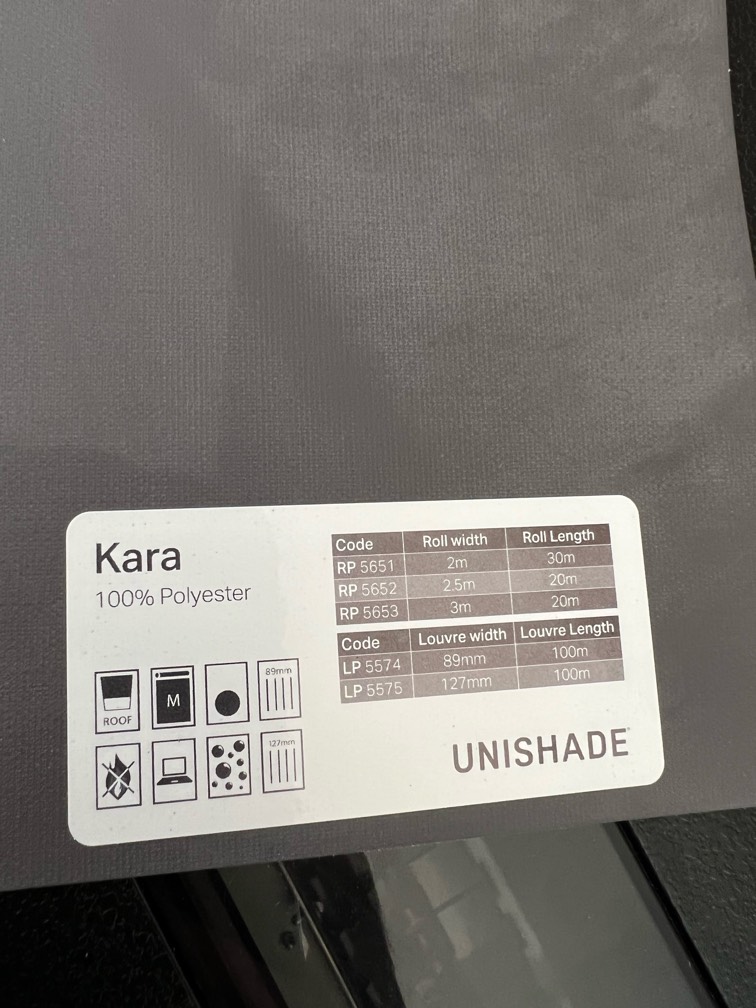 Kara
100% Polyester
Code Roll width Roll Length
RP 5651 2m 30m
RP 5652 2.5m 20m
RP 5653 3m 20m
Code Louvre width Louvre Length
LP 5574 89mm 100m
LP 5575 127mm 100m
ROOF
M
89mm
127mm
UNISHADE